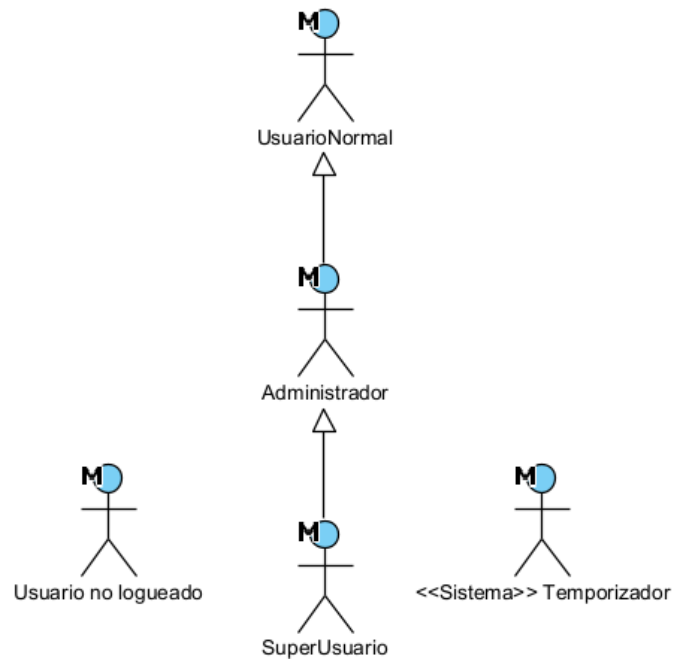 M
UsuarioNormal
M
Administrador
M
M
M
Usuario no logueado
<<Sistema>> Temporizador
SuperUsuario